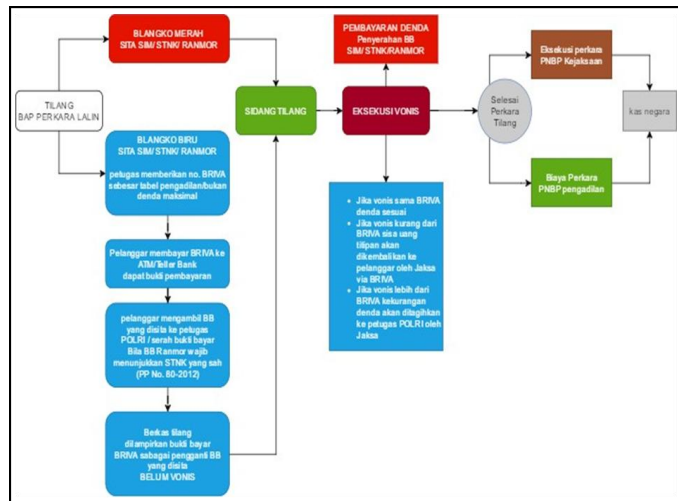 BLANGKO MERAH
SITA SIM/ STNK/ RANMOR
PEMBAYARAN DENDA
Penyerahan BB
SIM/ STNK/RANMOR
Eksekusi perkara
PNBP Kejaksaan
TILANG
BAP PERKARA LALIN
SIDANG TILANG
EKSEKUSI VONIS
Selesai
Perkara
Tilang
kas negara
BLANGKO BIRU
SITA SIM/ STNK/ RANMOR
petugas memberikan no. BRIVA
sebesar tabel pengadilan/bukan
denda maksimal
Biaya Perkara
PNBP pengadilan
Jika vonis sama BRIVA
denda sesuai
Jika vonis kurang dari
BRIVA sisa uang
titipan akan
dikembalikan ke
pelanggar oleh Jaksa
via BRIVA
Jika vonis lebih dari
BRIVA kekurangan
denda akan ditagihkan
ke petugas POLRI oleh
Jaksa
Pelanggar membayar BRIVA ke
ATM/Teller Bank
dapat bukti pembayaran
pelanggar mengambil BB
yang disita ke petugas
POLRI / serah bukti bayar
Bila BB Ranmor wajib
menunjukkan STNK yang sah
(PP No. 80-2012)
Berkas tilang
dilampirkan bukti bayar
BRIVA sebagai pengganti BB
yang disita
BELUM VONIS